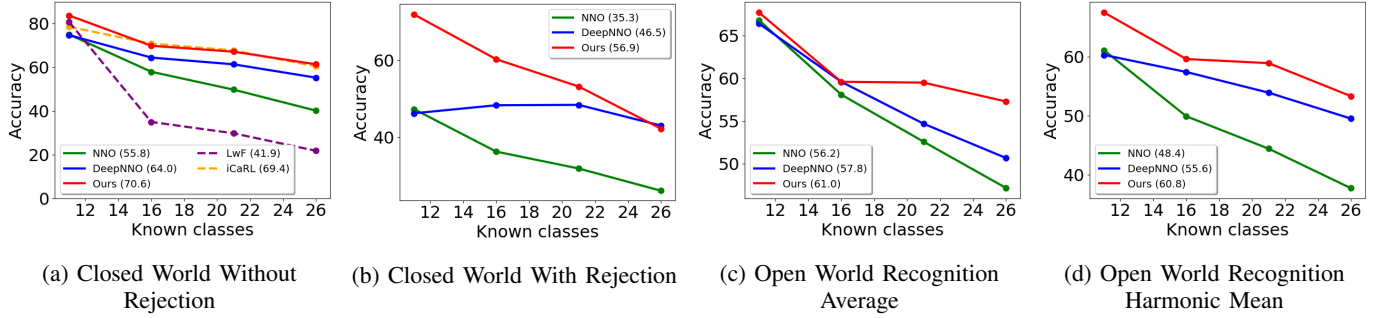 Accuracy
80
60
40
20
0
NNO (55.8)
DeepNNO (64.0)
Ours (70.6)
LwF (41.9)
iCaRL (69.4)
12 14 16 18 20 22 24 26
Known classes
(a) Closed World Without
Rejection
Accuracy
60
40
NNO (35.3)
DeepNNO (46.5)
Ours (56.9)
12 14 16 18 20 22 24 26
Known classes
(b) Closed World With Rejection
Accuracy
65
60
55
50
NNO (56.2)
DeepNNO (57.8)
Ours (61.0)
12 14 16 18 20 22 24 26
Known classes
(c) Open World Recognition
Average
Accuracy
60
50
40
NNO (48.4)
DeepNNO (55.6)
Ours (60.8)
12 14 16 18 20 22 24 26
Known classes
(d) Open World Recognition
Harmonic Mean